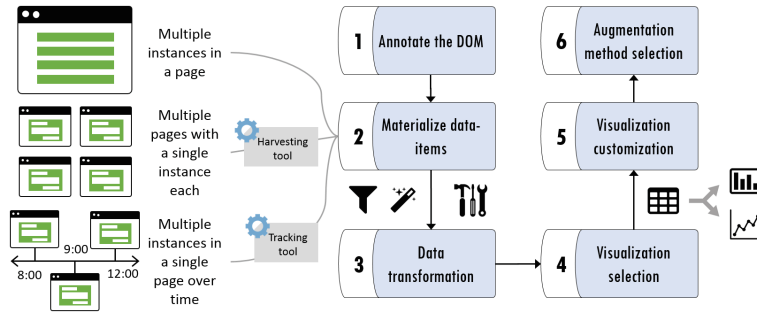 Multiple
instances in
a page
Multiple
pages with
a single
instance
each
Harvesting
tool
Multiple
instances in
a single
page over
time
Tracking
tool
9:00
8:00
12:00
1
Annotate the DOM
2
Materialize data-
items
3
Data
transformation
4
Visualization
selection
5
Visualization
customization
6
Augmentation
method selection